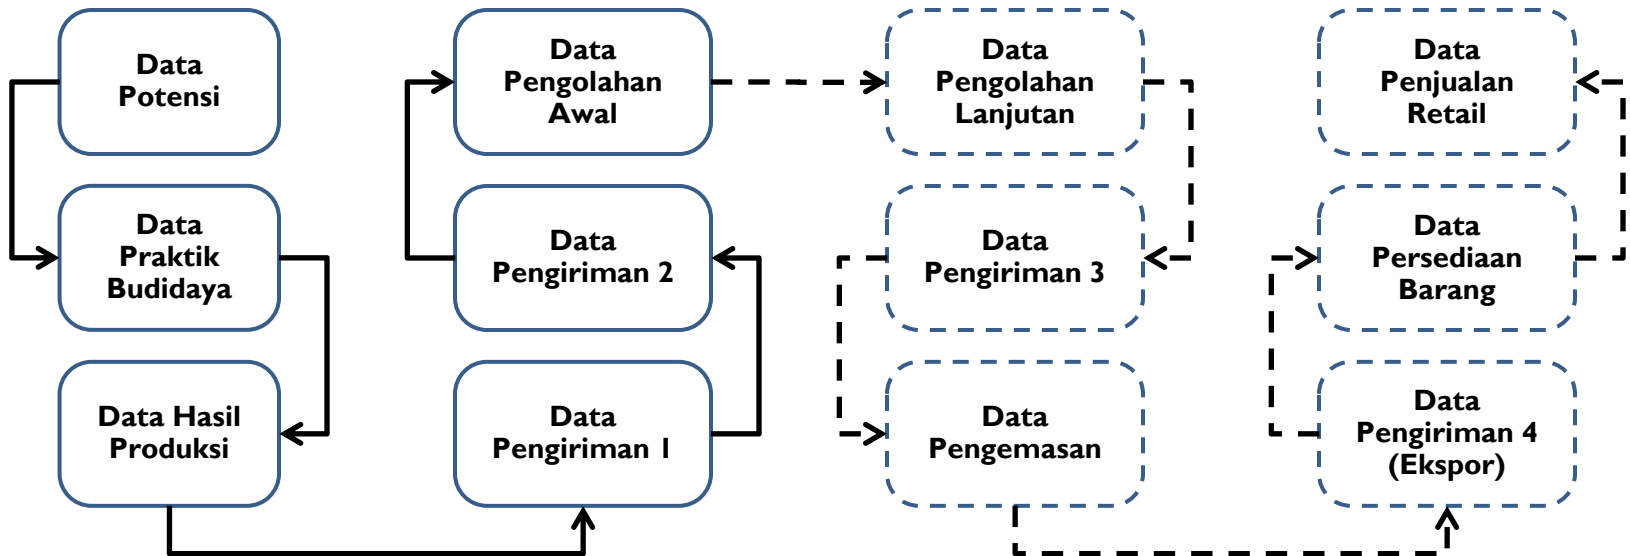 Data
Potensi
Data
Praktik
Budidaya
Data Hasil
Produksi
Data
Pengiriman 1
Data
Pengiriman 2
Data
Pengolahan
Awal
Data
Pengolahan
Lanjutan
Data
Pengiriman 3
Data
Pengemasan
Data
Pengiriman 4
(Ekspor)
Data
Persediaan
Barang
Data
Penjualan
Retail